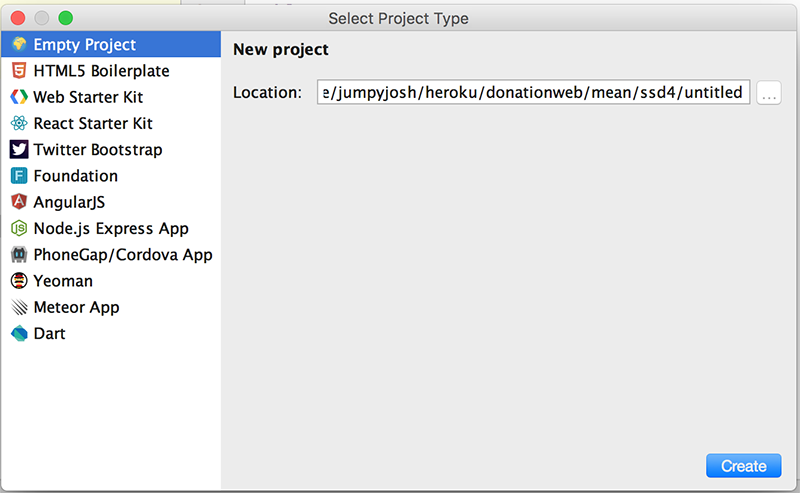 Select Project Type
Empty Project
HTML5 Boilerplate
Web Starter Kit
React Starter Kit
Twitter Bootstrap
Foundation
AngularJS
Node.js Express App
PhoneGap/Cordova App
Yeoman
Meteor App
Dart
New project
Location: e/jumpyjosh/heroku/donationweb/mean/ssd4/untitled ...
Create